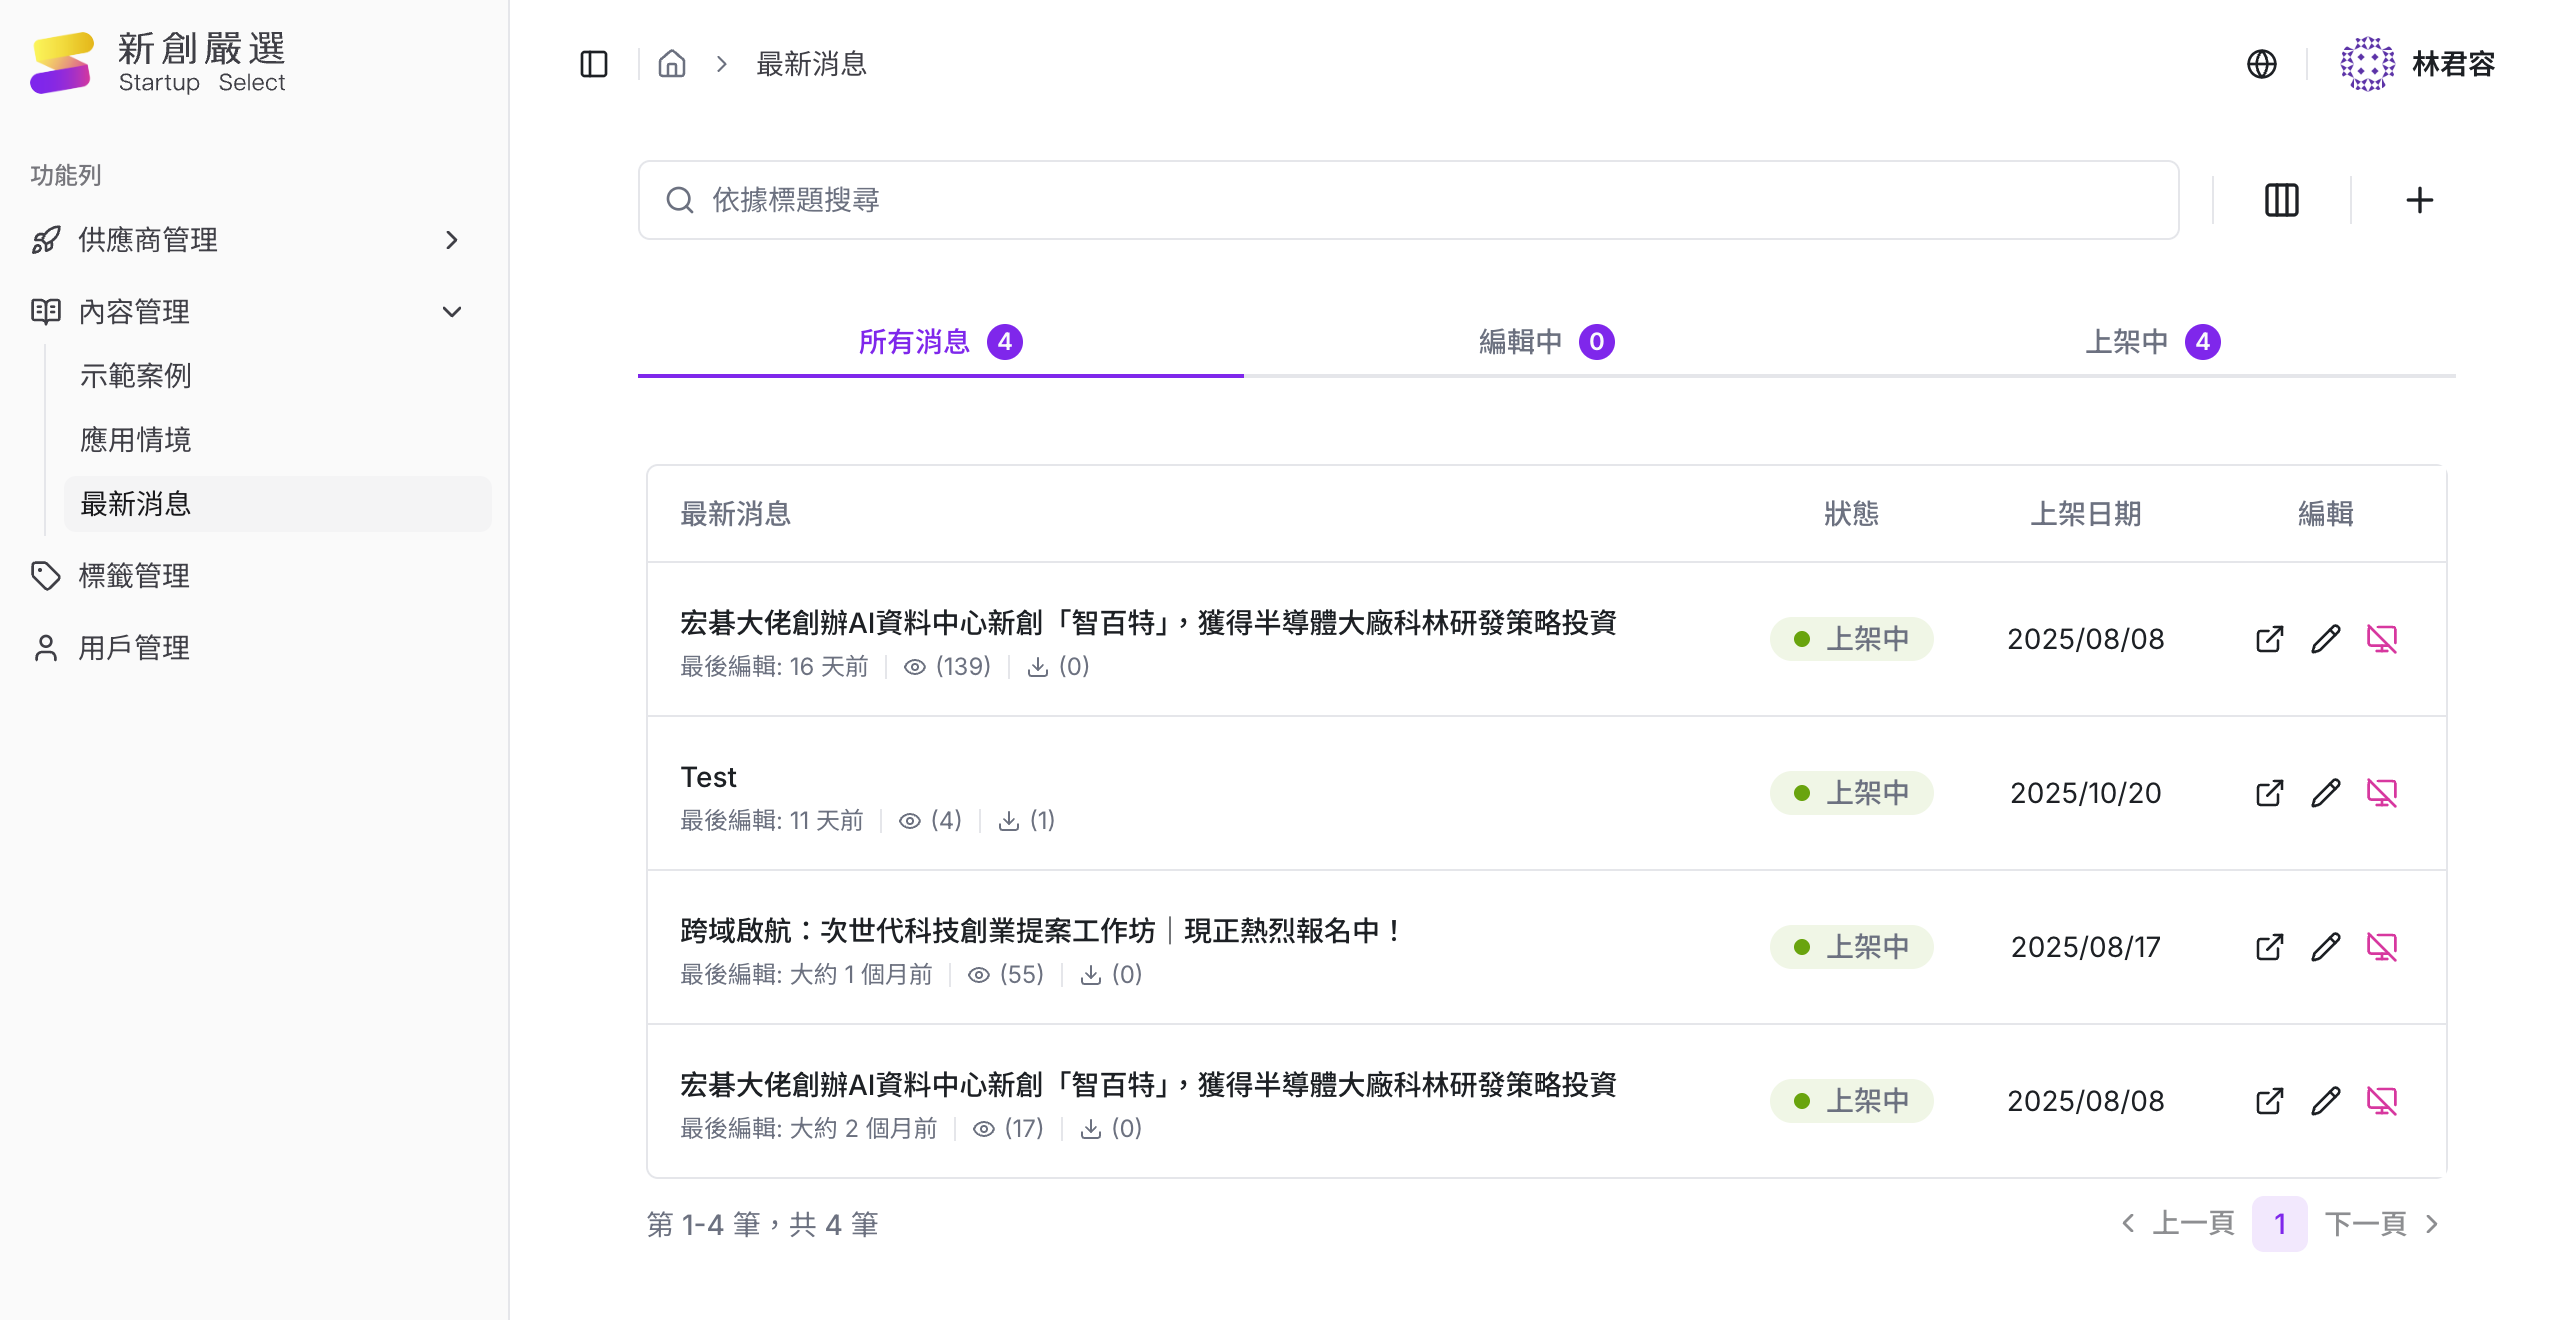 新創嚴選
Startup Select
功能列
供應商管理
內容管理
示範案例
應用情境
最新消息
標籤管理
用戶管理
最新消息
林君容
依據標題搜尋
所有消息 4
編輯中 0
上架中 4
最新消息 狀態 上架日期 編輯
宏碁大佬創辦AI資料中心新創「智百特」，獲得半導體大廠科林研發策略投資
最後編輯: 16 天前 (139) (0)
上架中 2025/08/08
Test
最後編輯: 11 天前 (4) (1)
上架中 2025/10/20
跨域啟航：次世代科技創業提案工作坊｜現正熱烈報名中！
最後編輯: 大約 1 個月前 (55) (0)
上架中 2025/08/17
宏碁大佬創辦AI資料中心新創「智百特」，獲得半導體大廠科林研發策略投資
最後編輯: 大約 2 個月前 (17) (0)
上架中 2025/08/08
第 1-4 筆，共 4 筆
上一頁 1 下一頁